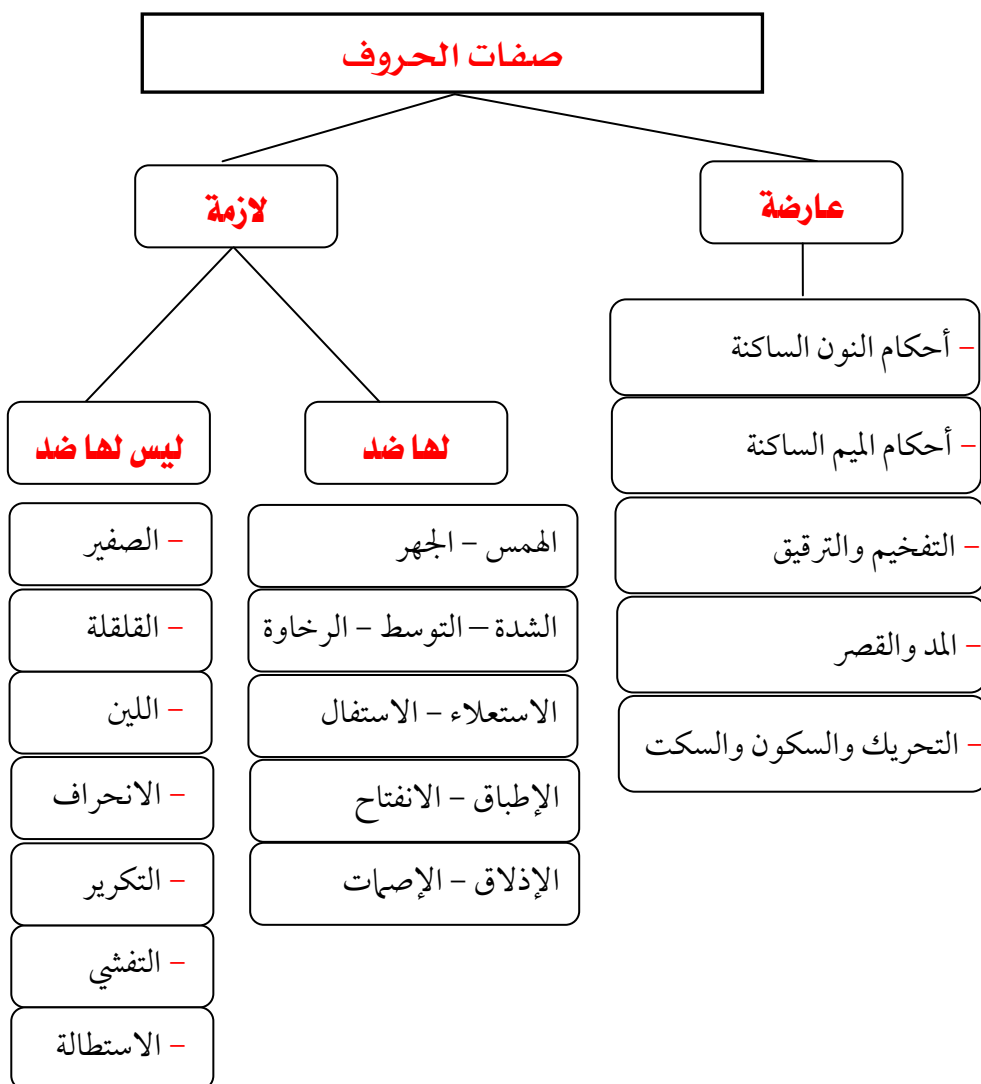 صفات الحروف
عارضة
لازمة
– أحكام النون الساكنة
– أحكام الميم الساكنة
– التفخيم والترقيق
– المد والقصر
– التحريك والسكون والسكت
لها ضد
الهمس – الجهر
الشدة – التوسط – الرخاوة
الاستعلاء – الاستفال
الإطباق – الانفتاح
الإذلاق – الإصمات
ليس لها ضد
– الصفير
– القلقلة
– اللين
– الانحراف
– التكرير
– التفشي
– الاستطالة